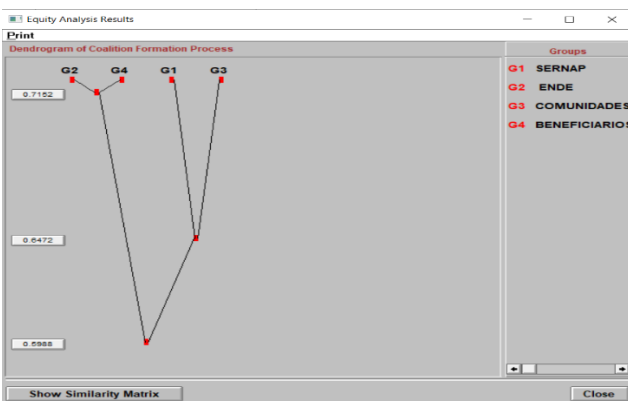 Equity Analysis Results
Print
Dendrogram of Coalition Formation Process
Groups
G2 G4 G1 G3
G1 SERNAP
G2 ENDE
G3 COMUNIDADES
G4 BENEFICIARIOS
0.7152
0.6472
0.5988
Show Similarity Matrix
Close